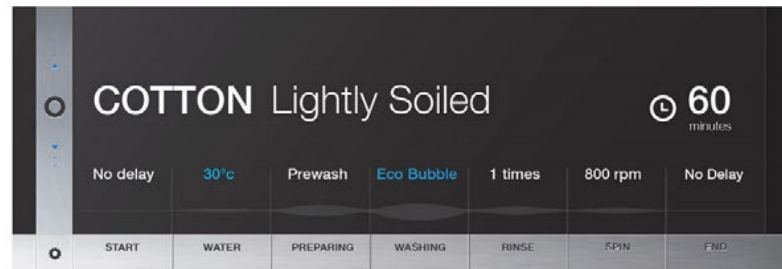 COTTON Lightly Soiled
60
minutes
No delay 30°c Prewash Eco Bubble 1 times 800 rpm No Delay
START WATER PREPARING WASHING RINSE SPIN END